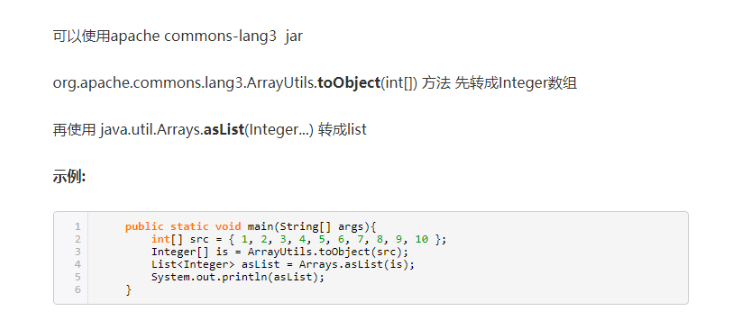 可以使用apache commons-lang3  jar
org.apache.commons.lang3.ArrayUtils.toObject(int[]) 方法 先转成Integer数组
再使用 java.util.Arrays.asList(Integer...) 转成list
示例:
1 public static void main(String[] args){
2 int[] src = { 1, 2, 3, 4, 5, 6, 7, 8, 9, 10 };
3 Integer[] is = ArrayUtils.toObject(src);
4 List<Integer> asList = Arrays.asList(is);
5 System.out.println(asList);
6 }